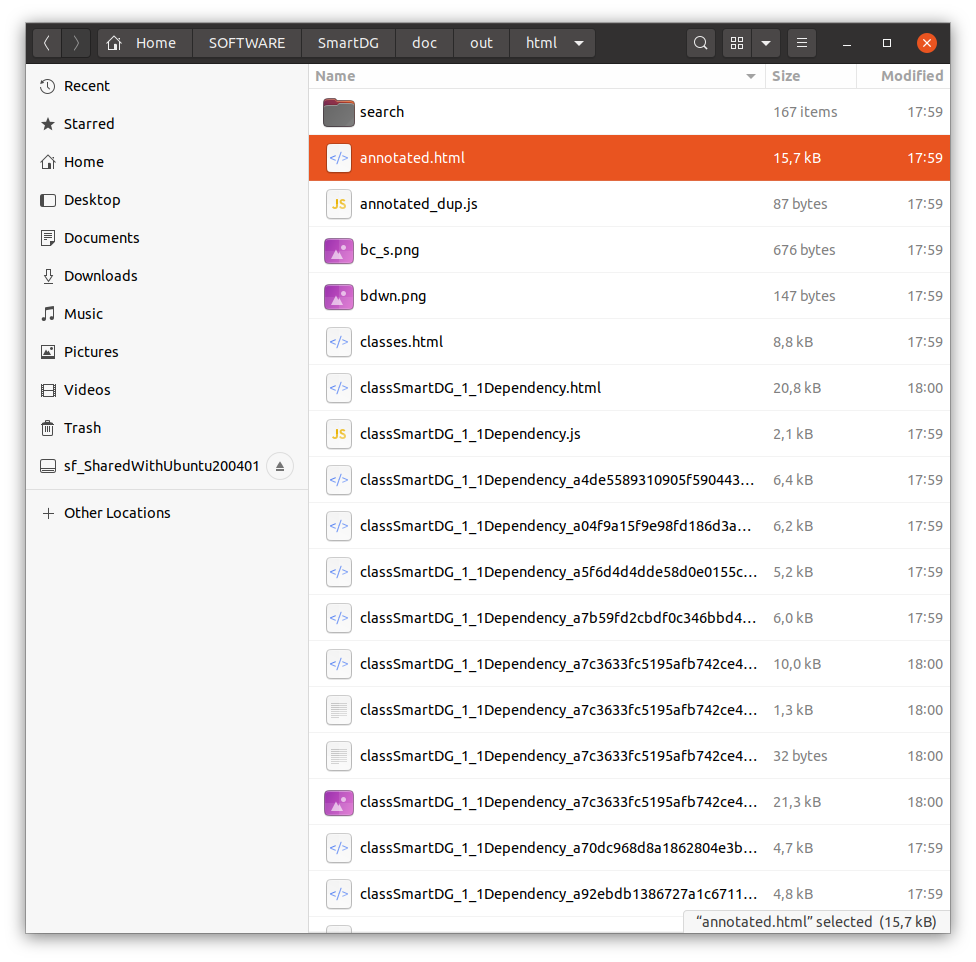 Home SOFTWARE SmartDG doc out html
Name Size Modified
Recent
Starred
Home
Desktop
Documents
Downloads
Music
Pictures
Videos
Trash
sf_SharedWithUbuntu200401
Other Locations
search 167 items 17:59
annotated.html 15,7 kB 17:59
JS annotated_dup.js 87 bytes 17:59
bc_s.png 676 bytes 17:59
bdwn.png 147 bytes 17:59
classes.html 8,8 kB 17:59
classSmartDG_1_1Dependency.html 20,8 kB 18:00
JS classSmartDG_1_1Dependency.js 2,1 kB 17:59
classSmartDG_1_1Dependency_a4de5589310905f590443… 6,4 kB 17:59
classSmartDG_1_1Dependency_a04f9a15f9e98fd186d3a… 6,2 kB 17:59
classSmartDG_1_1Dependency_a5f6d4d4dde58d0e0155c… 5,2 kB 17:59
classSmartDG_1_1Dependency_a7b59fd2cbdf0c346bbd4… 6,0 kB 17:59
classSmartDG_1_1Dependency_a7c3633fc5195afb742ce4… 10,0 kB 18:00
classSmartDG_1_1Dependency_a7c3633fc5195afb742ce4… 1,3 kB 18:00
classSmartDG_1_1Dependency_a7c3633fc5195afb742ce4… 32 bytes 18:00
classSmartDG_1_1Dependency_a7c3633fc5195afb742ce4… 21,3 kB 18:00
classSmartDG_1_1Dependency_a70dc968d8a1862804e3b… 4,7 kB 17:59
classSmartDG_1_1Dependency_a92ebdb1386727a1c6711… 4,8 kB 17:59
“annotated.html” selected (15,7 kB)